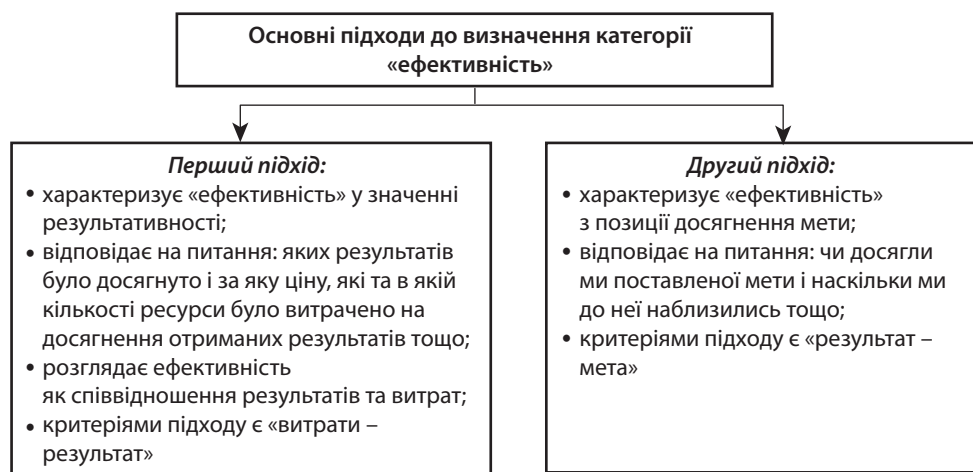 Основні підходи до визначення категорії
«ефективність»
Перший підхід:
• характеризує «ефективність» у значенні
результативності;
• відповідає на питання: яких результатів
було досягнуто і за яку ціну, які та в якій
кількості ресурси було витрачено на
досягнення отриманих результатів тощо;
• розглядає ефективність
як співвідношення результатів та витрат;
• критеріями підходу є «витрати –
результат»
Другий підхід:
• характеризує «ефективність»
з позиції досягнення мети;
• відповідає на питання: чи досягли
ми поставленої мети і наскільки ми
до неї наблизились тощо;
• критеріями підходу є «результат –
мета»